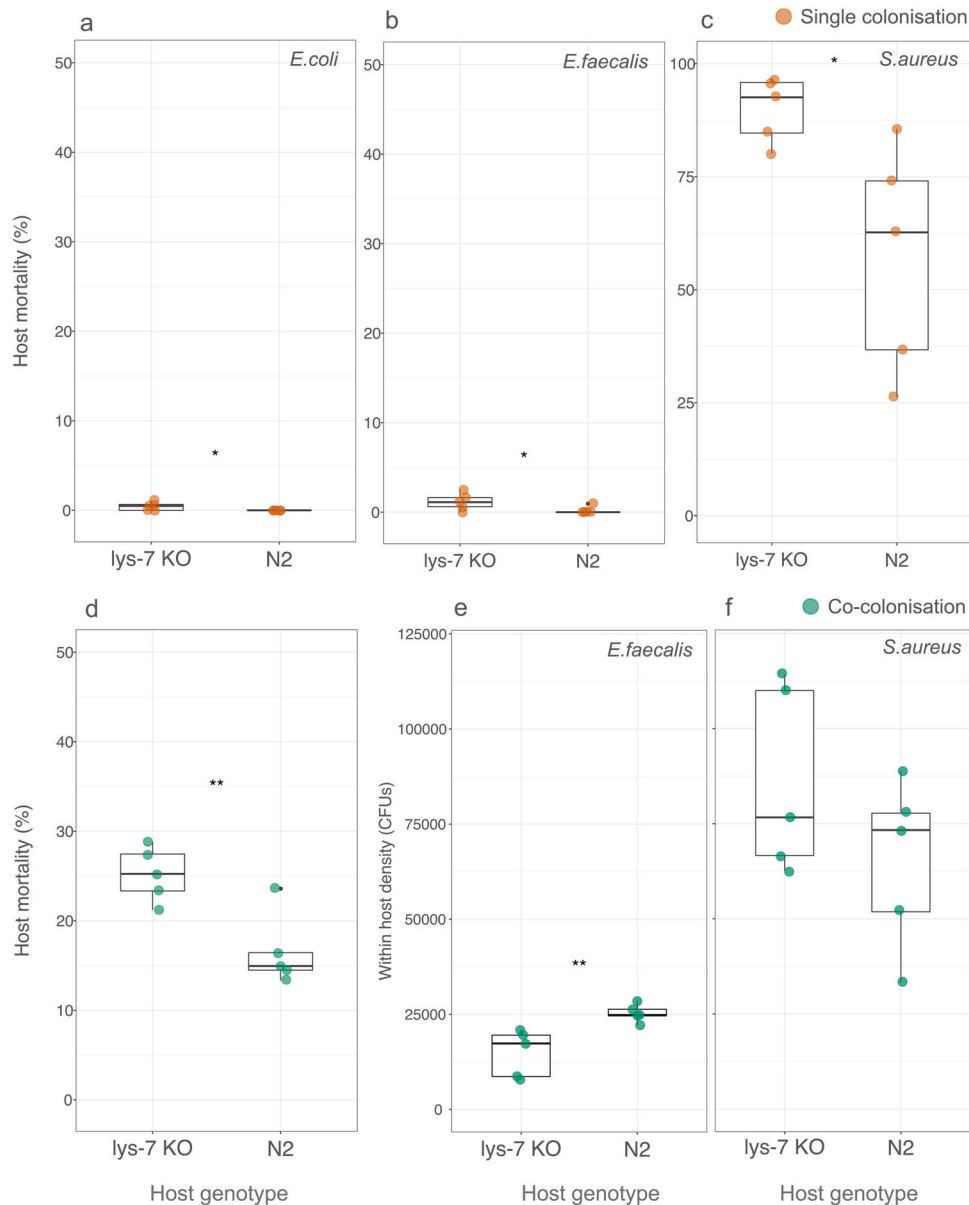 a
b
c
Single colonisation
E.coli
E.faecalis
S.aureus
Host mortality (%)
50
40
30
20
10
0
50
40
30
20
10
0
100
75
50
25
0
*
*
*
lys-7 KO
N2
lys-7 KO
N2
lys-7 KO
N2
d
e
f
Co-colonisation
E.faecalis
S.aureus
Host mortality (%)
50
40
30
20
10
0
Within host density (CFUs)
125000
100000
75000
50000
25000
0
**
**
lys-7 KO
N2
lys-7 KO
N2
lys-7 KO
N2
Host genotype
Host genotype
Host genotype